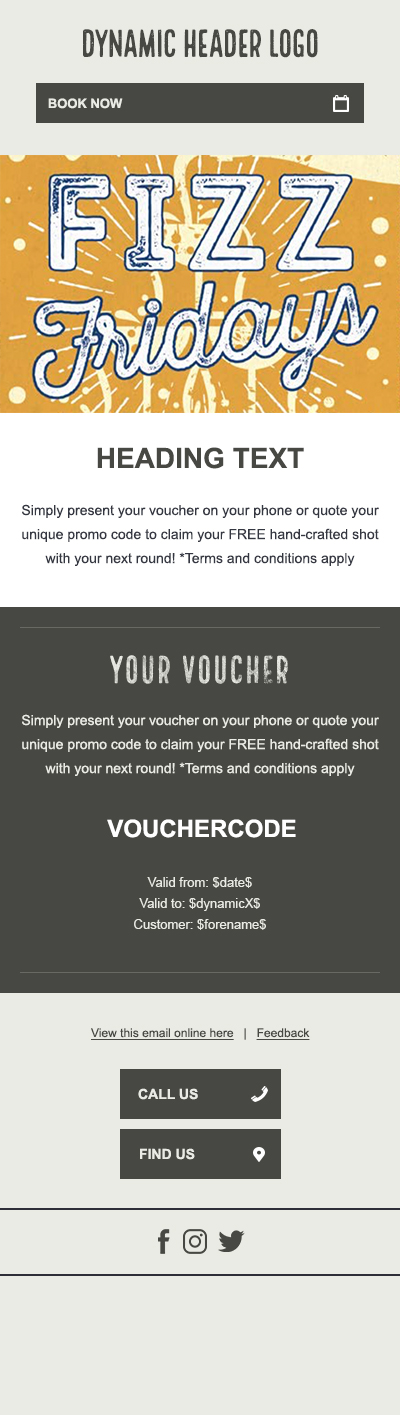 DYNAMIC HEADER LOGO
BOOK NOW
FIZZ
Fridays
HEADING TEXT
Simply present your voucher on your phone or quote your
unique promo code to claim your FREE hand-crafted shot
with your next round! *Terms and conditions apply
YOUR VOUCHER
Simply present your voucher on your phone or quote your
unique promo code to claim your FREE hand-crafted shot
with your next round! *Terms and conditions apply
VOUCHERCODE
Valid from: $date$
Valid to: $dynamicX$
Customer: $forename$
View this email online here | Feedback
CALL US
FIND US